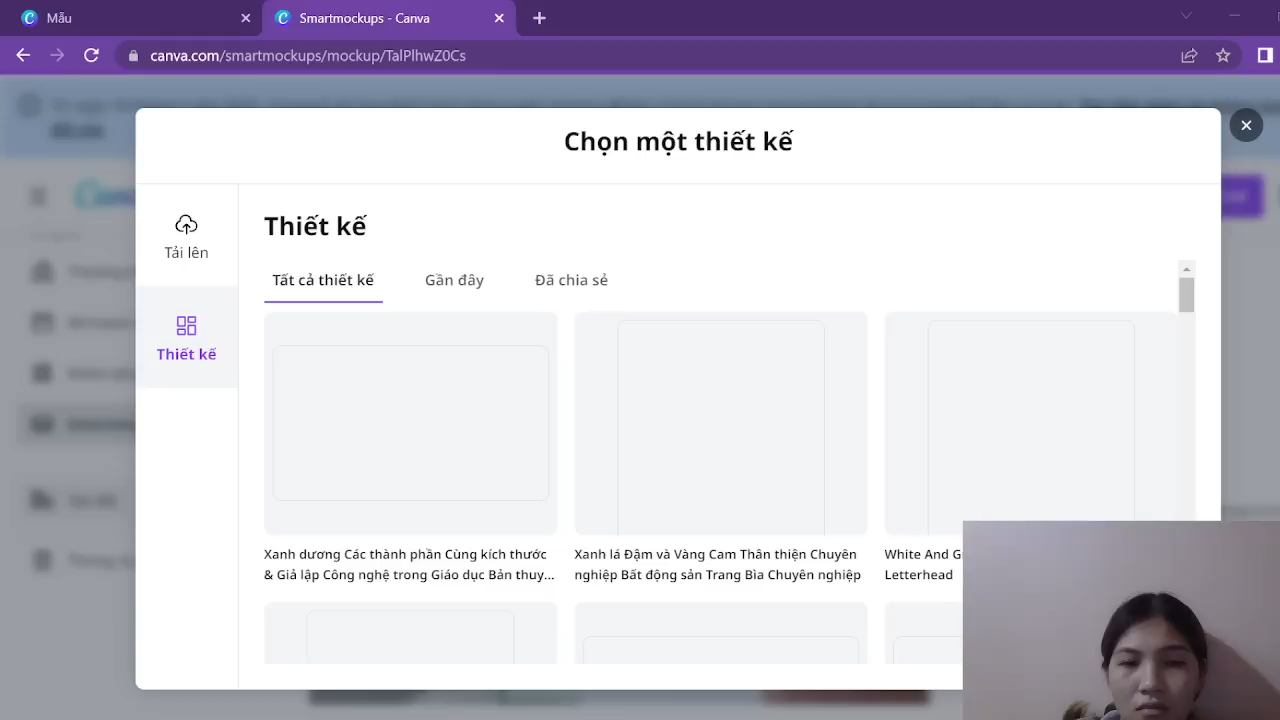 Mẫu
Smartmockups - Canva
canva.com/smartmockups/mockup/TalPlhwZ0Cs
Chọn một thiết kế
Tải lên
Thiết kế
Thiết kế
Tất cả thiết kế
Gần đây
Đã chia sẻ
Xanh dương Các thành phần Cùng kích thước
& Giả lập Công nghệ trong Giáo dục Bản thuy...
Xanh lá Đậm và Vàng Cam Thân thiện Chuyên
nghiệp Bất động sản Trang Bìa Chuyên nghiệp
White And G
Letterhead